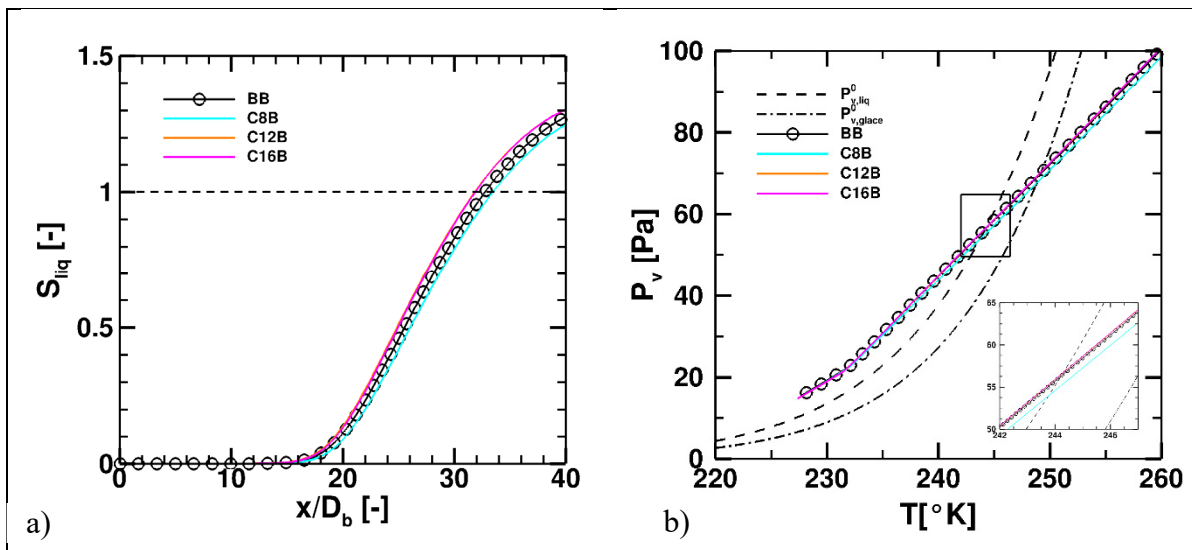 1.5
1
0.5
0
S_liq [-]
BB
C8B
C12B
C16B
0 10 20 30 40
x/D_b [-]
a)
100
80
60
40
20
0
P_v [Pa]
P^0_v,liq
P^0_v,glace
BB
C8B
C12B
C16B
65
60
55
50
242 244 246
220 230 240 250 260
T[°K]
b)